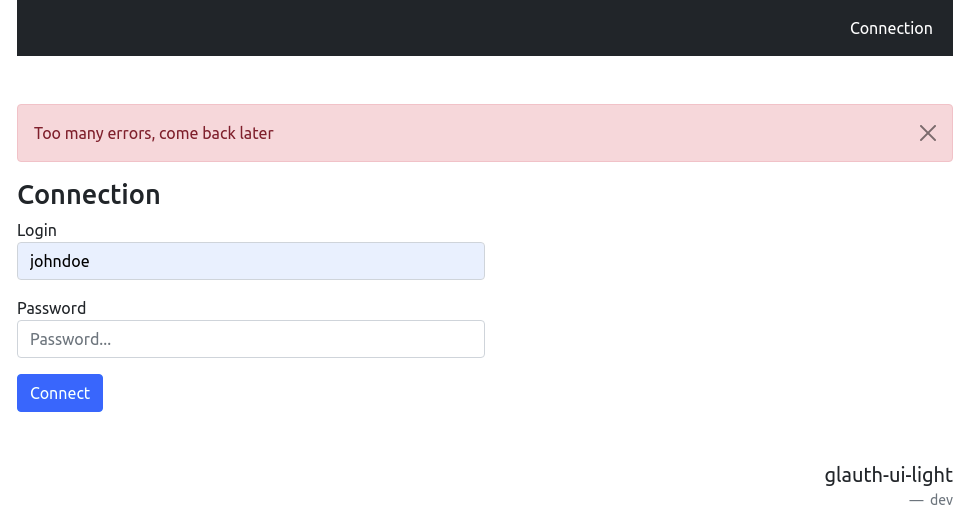 Connection
Too many errors, come back later
Connection
Login
johndoe
Password
Password...
Connect
glauth-ui-light
— dev